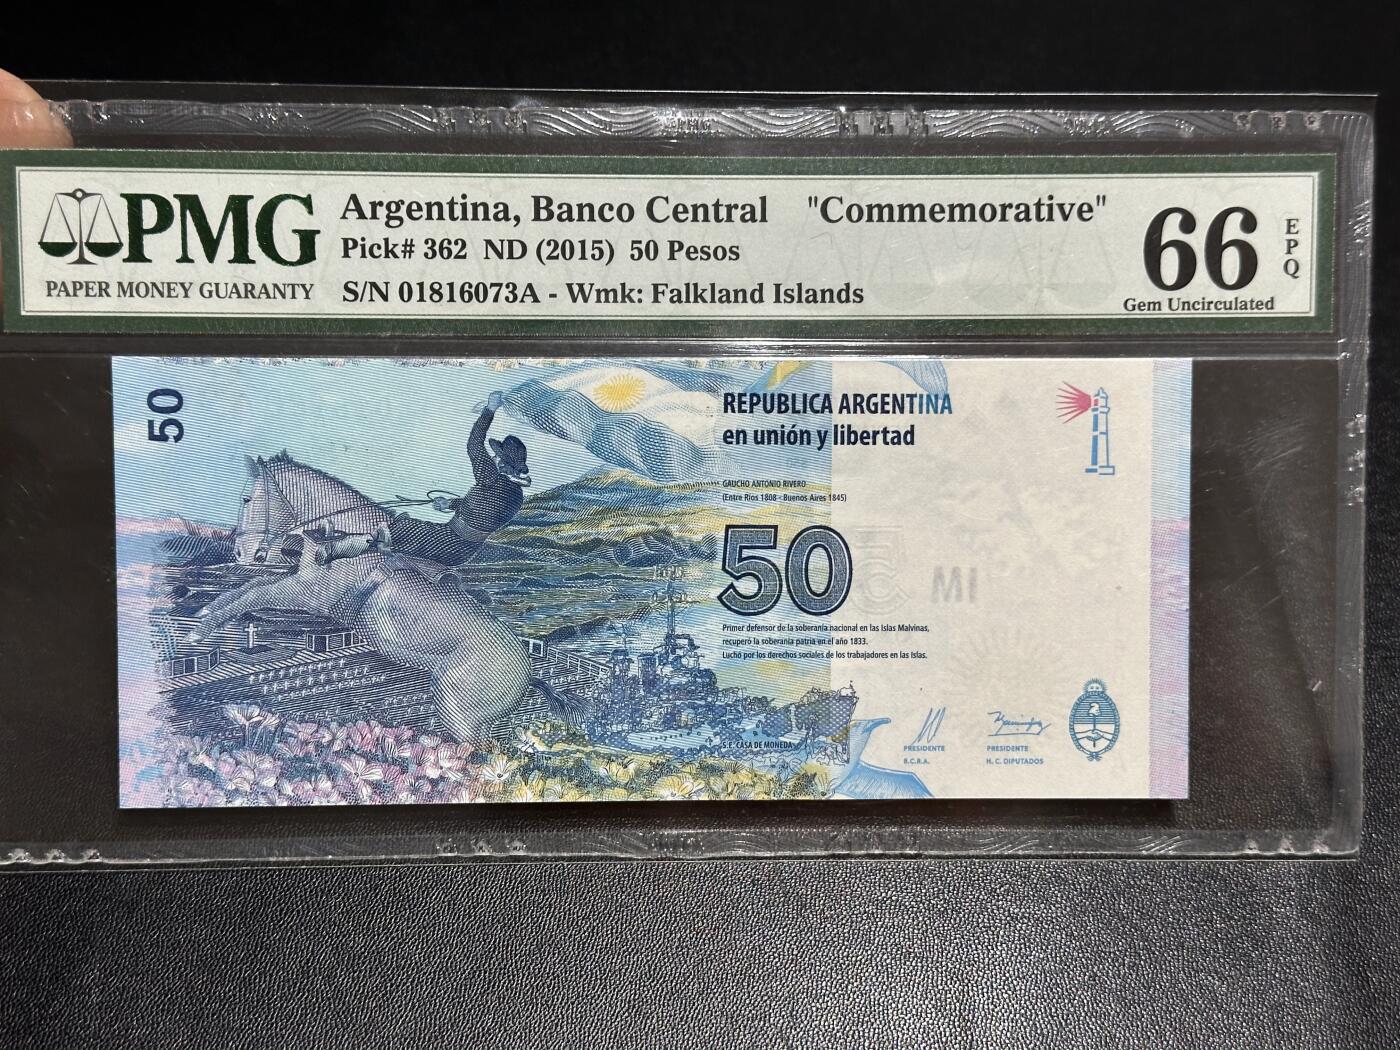 PMG
PAPER MONEY GUARANTY
Argentina, Banco Central "Commemorative"
Pick# 362 ND (2015) 50 Pesos
S/N 01816073A - Wmk: Falkland Islands
66
EPQ
Gem Uncirculated
50
REPUBLICA ARGENTINA
en unión y libertad
GAUCHO ANTONIO RIVERO
(Entre Ríos 1808 - Buenos Aires 1845)
50
MI
Primer defensor de la soberanía nacional en las Islas Malvinas,
recuperó la soberanía patria en el año 1833.
Luchó por los derechos sociales de los trabajadores en las Islas.
S.E. CASA DE MONEDA
PRESIDENTE
B.C.R.A.
PRESIDENTE
H. C. DIPUTADOS